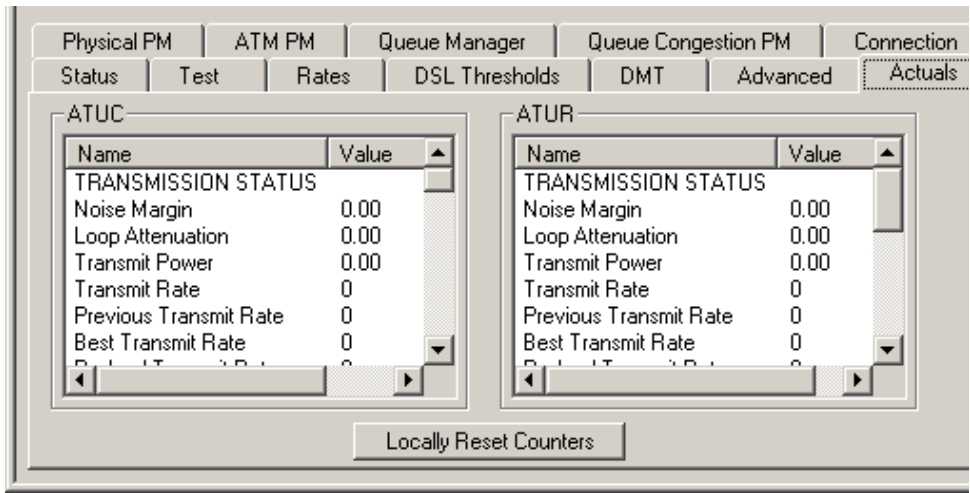 Physical PM ATM PM Queue Manager Queue Congestion PM Connection
Status Test Rates DSL Thresholds DMT Advanced Actuals
ATUC
Name Value
TRANSMISSION STATUS
Noise Margin 0.00
Loop Attenuation 0.00
Transmit Power 0.00
Transmit Rate 0
Previous Transmit Rate 0
Best Transmit Rate 0
ATUR
Name Value
TRANSMISSION STATUS
Noise Margin 0.00
Loop Attenuation 0.00
Transmit Power 0.00
Transmit Rate 0
Previous Transmit Rate 0
Best Transmit Rate 0
Locally Reset Counters